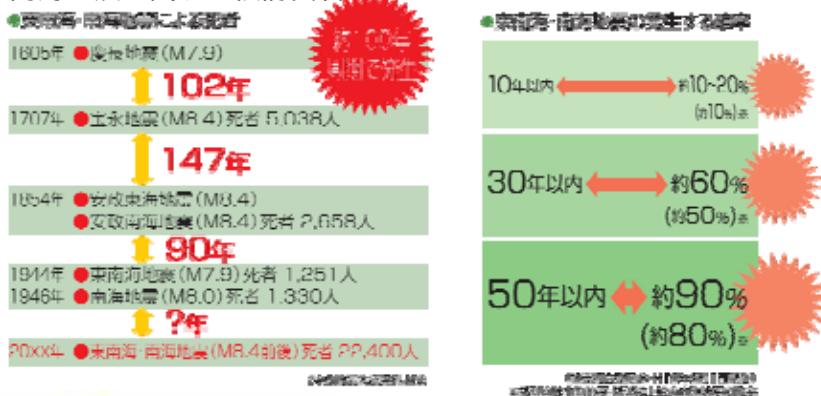 ●東南海・南海地震による死者
約100年
周期で発生
1605年 ●慶長地震(M7.9)
102年
1707年 ●宝永地震(M8.4)死者 5,038人
147年
1854年 ●安政東海地震(M8.4)
●安政南海地震(M8.4)死者 2,658人
90年
1944年 ●東南海地震(M7.9)死者 1,251人
1946年 ●南海地震(M8.0)死者 1,330人
?年
20XX年 ●東南海・南海地震(M8.4前後)死者 22,400人
●東南海・南海地震の発生する確率
10年以内 約10~20%
(約10%)※
30年以内 約60%
(約50%)※
50年以内 約90%
(約80%)※